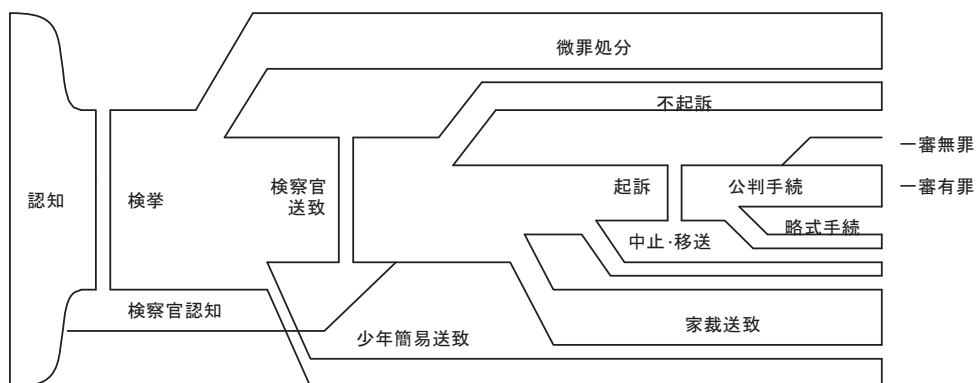 微罪処分
不起訴
一審無罪
認知
検挙
検察官
送致
起訴
公判手続
一審有罪
略式手続
中止・移送
検察官認知
少年簡易送致
家裁送致